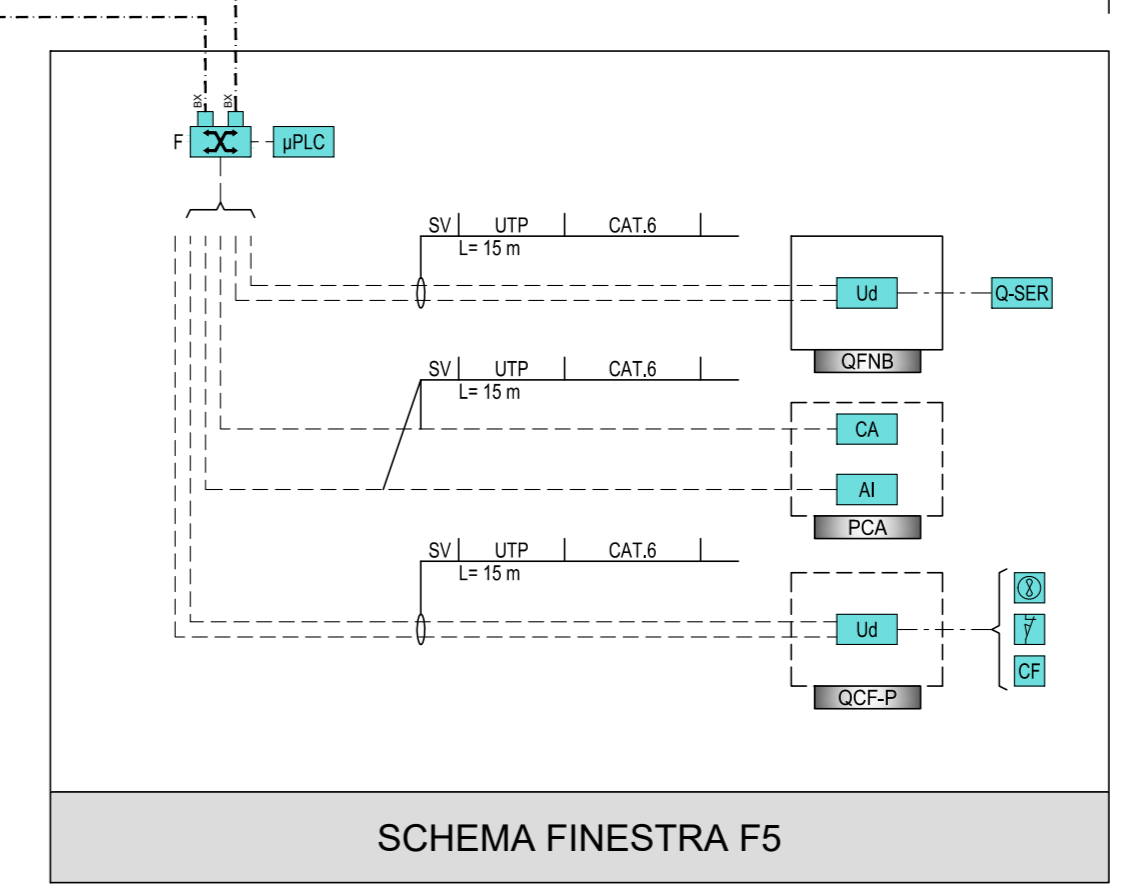 BX BX
F µPLC
SV UTP CAT.6
L= 15 m
Ud Q-SER
QFNB
SV UTP CAT.6
L= 15 m
CA
AI
PCA
SV UTP CAT.6
L= 15 m
Ud
CF
QCF-P
SCHEMA FINESTRA F5